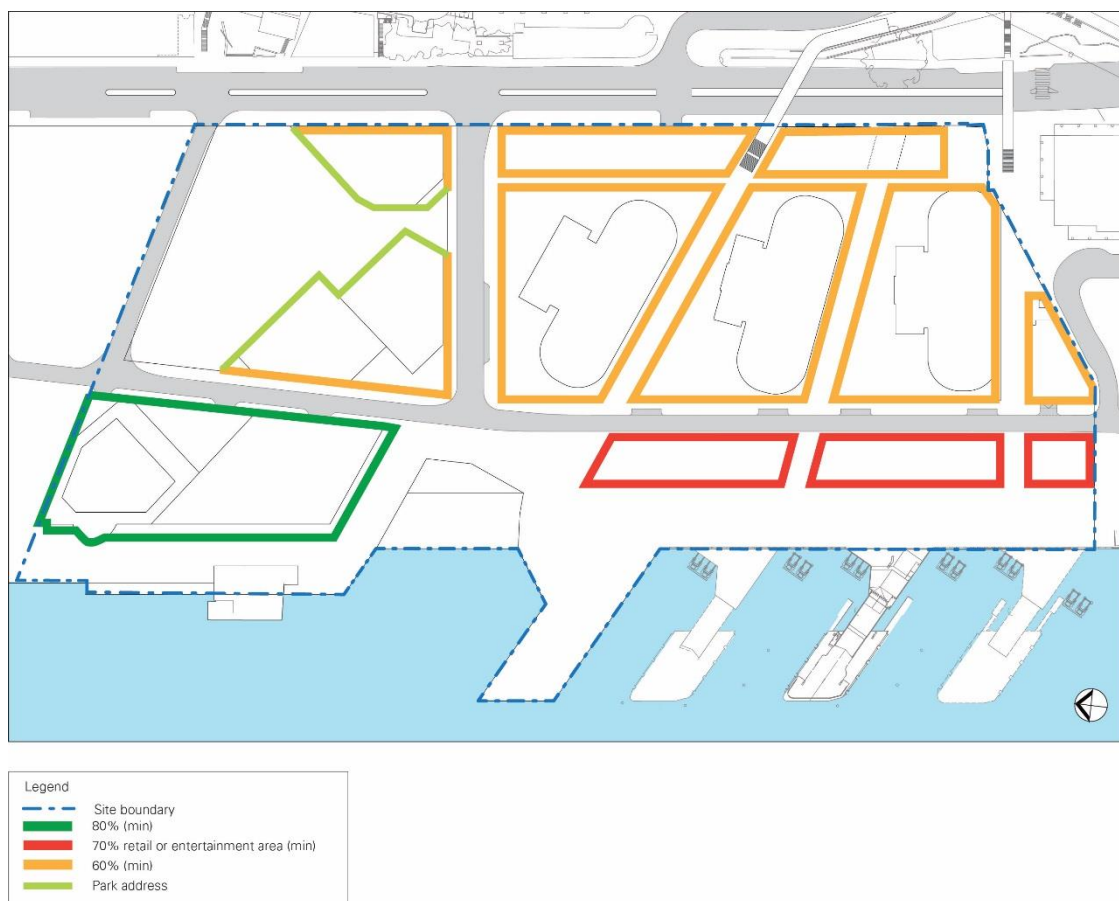 Legend
Site boundary
80% (min)
70% retail or entertainment area (min)
60% (min)
Park address